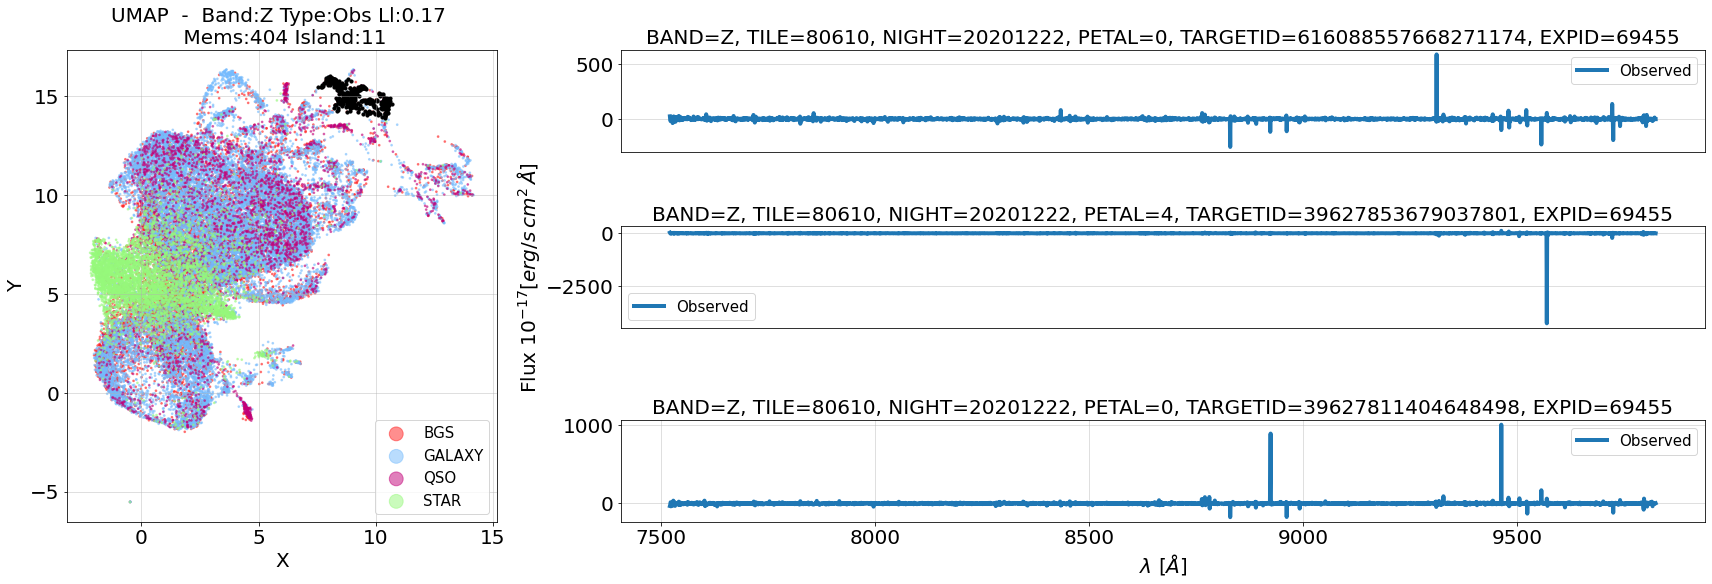 UMAP  -  Band:Z Type:Obs Ll:0.17
Mems:404 Island:11
Y
15
10
5
0
−5
0
5
10
15
X
BGS
GALAXY
QSO
STAR
Flux 10⁻¹⁷[erg/s cm² Å]
BAND=Z, TILE=80610, NIGHT=20201222, PETAL=0, TARGETID=616088557668271174, EXPID=69455
500
0
Observed
BAND=Z, TILE=80610, NIGHT=20201222, PETAL=4, TARGETID=39627853679037801, EXPID=69455
0
−2500
Observed
BAND=Z, TILE=80610, NIGHT=20201222, PETAL=0, TARGETID=39627811404648498, EXPID=69455
1000
0
Observed
7500
8000
8500
9000
9500
λ [Å]